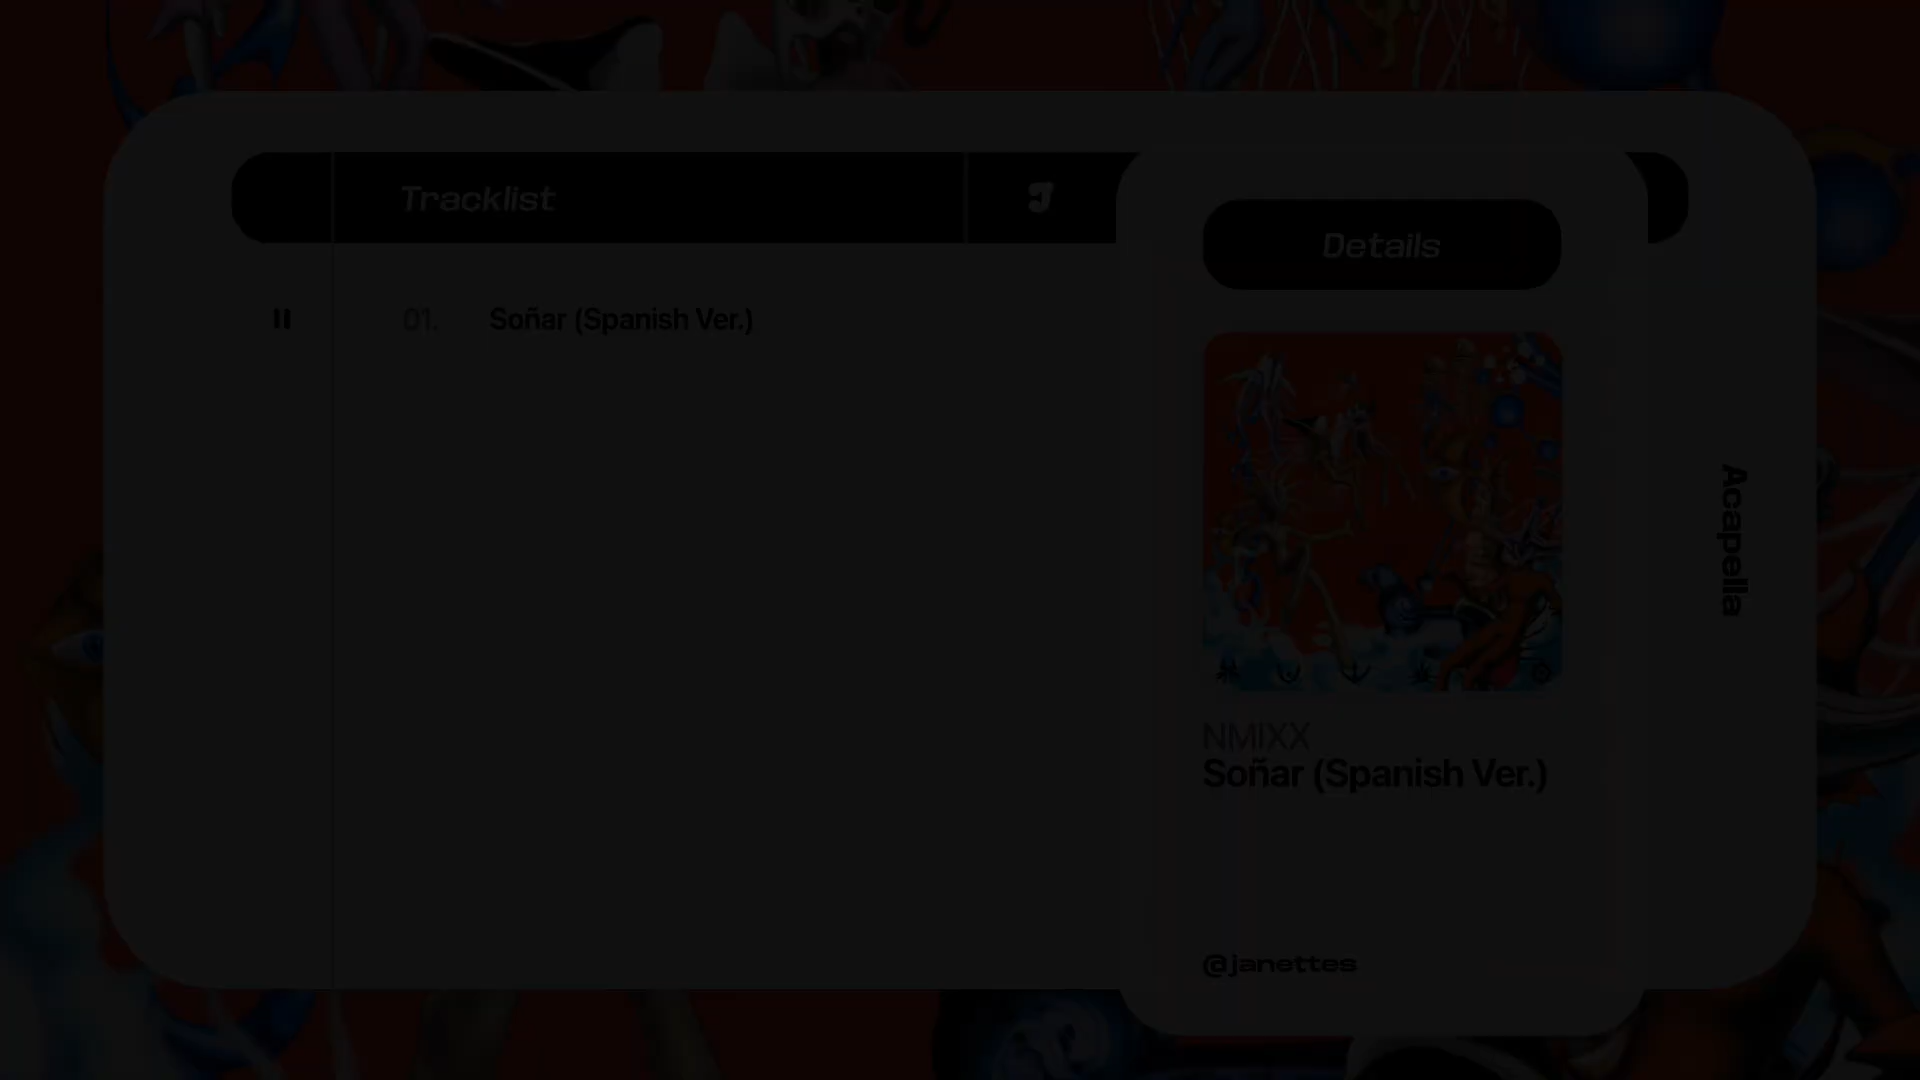 Tracklist
J
Details
01. Soñar (Spanish Ver.)
Acapella
NMIXX
Soñar (Spanish Ver.)
@janettes